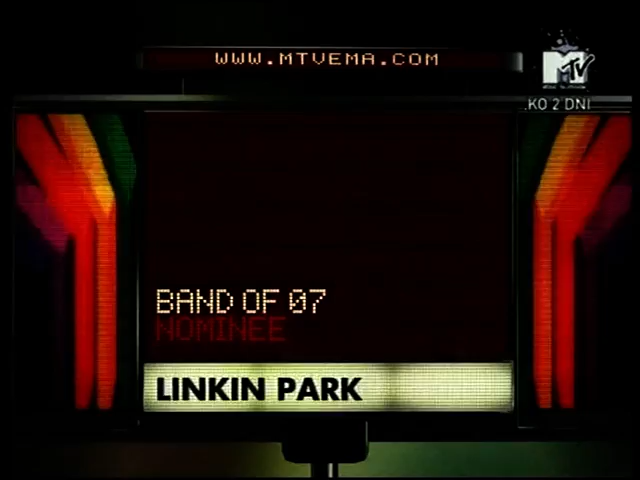 WWW.MTVEMA.COM
MTV
.KO 2 DNI
BAND OF 07
NOMINEE
LINKIN PARK